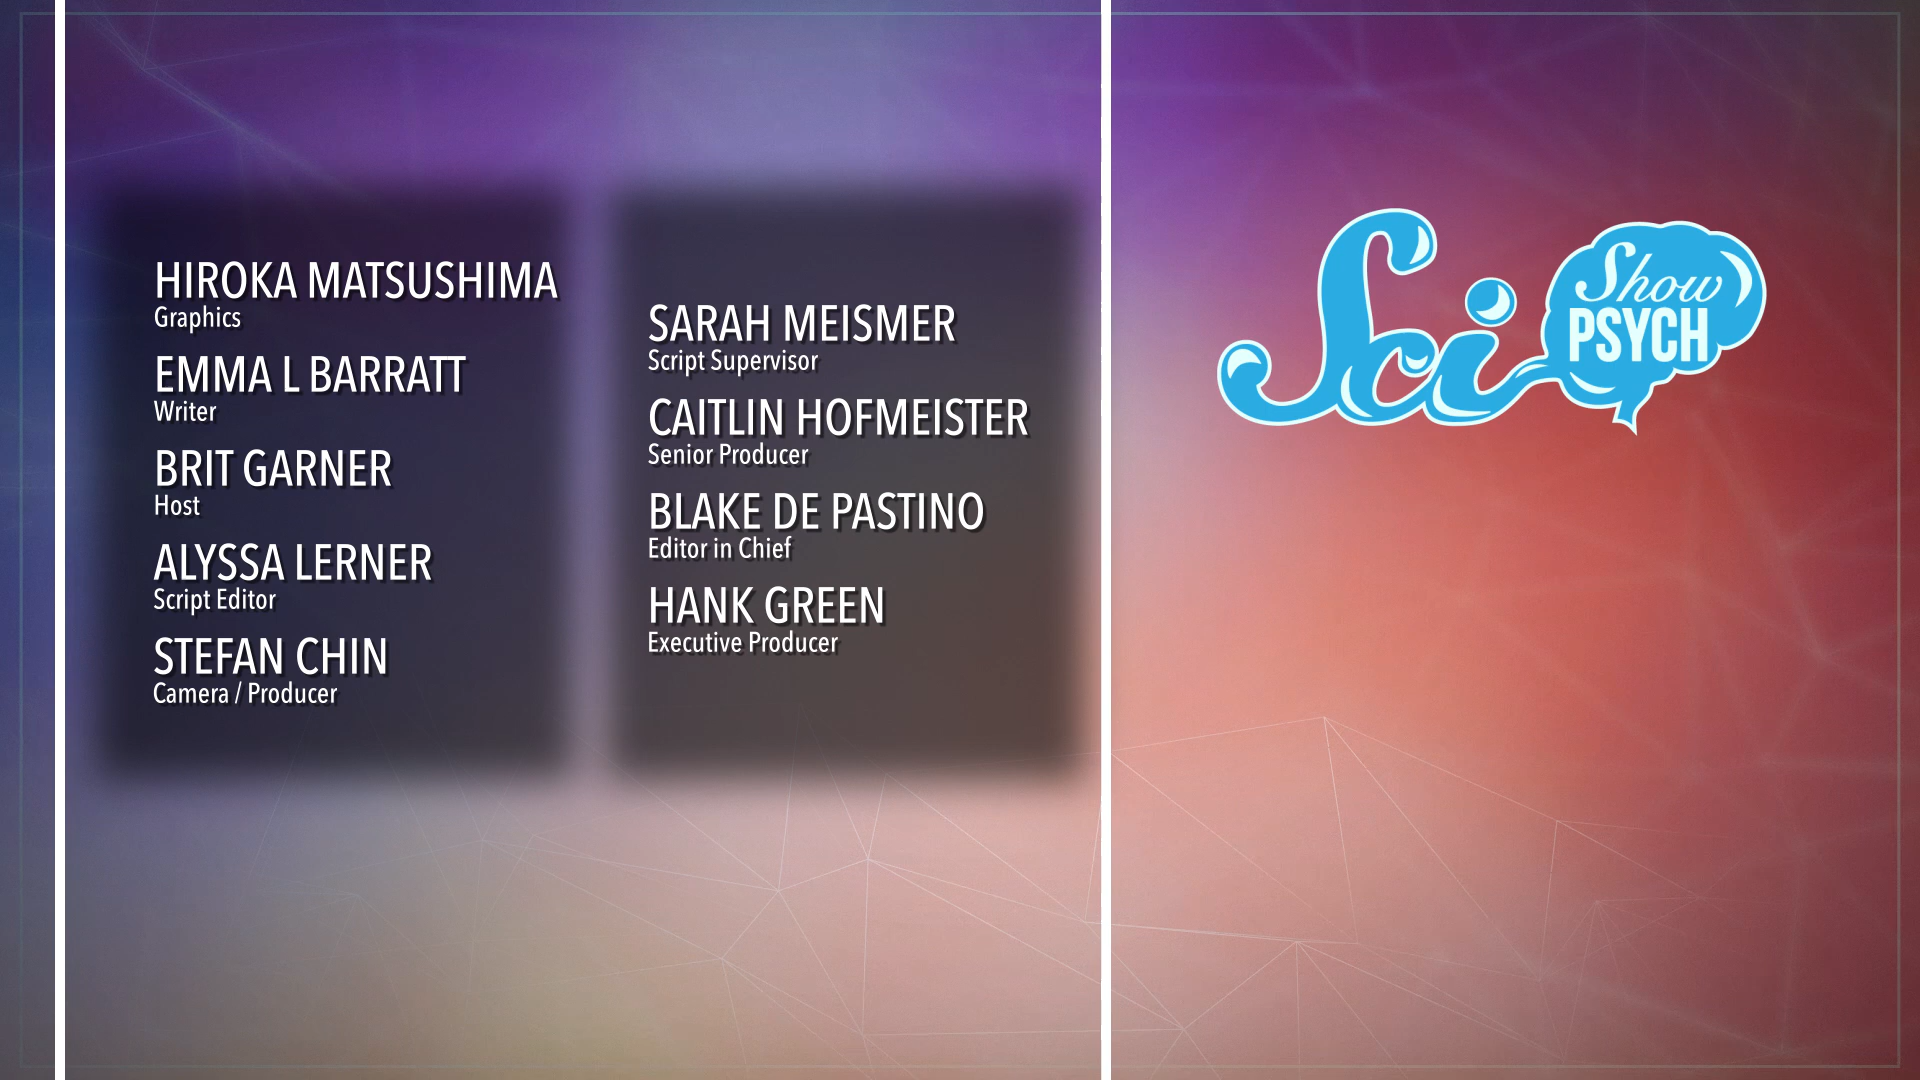 HIROKA MATSUSHIMA
Graphics
EMMA L BARRATT
Writer
BRIT GARNER
Host
ALYSSA LERNER
Script Editor
STEFAN CHIN
Camera / Producer
SARAH MEISMER
Script Supervisor
CAITLIN HOFMEISTER
Senior Producer
BLAKE DE PASTINO
Editor in Chief
HANK GREEN
Executive Producer
Sci Show
PSYCH